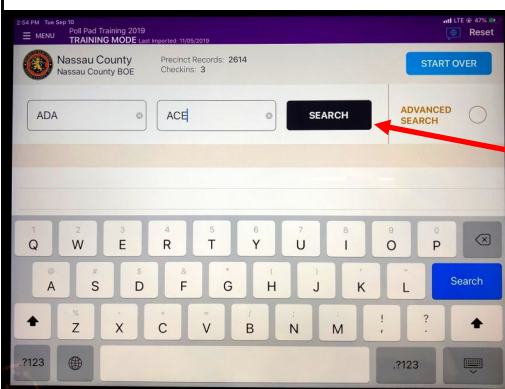 2:54 PM Tue Sep 10
LTE 47%
MENU
Poll Pad Training 2019
TRAINING MODE Last Imported: 11/05/2019
Reset
Nassau County
Nassau County BOE
Precinct Records: 2614
Checkins: 3
START OVER
ADA
ACE
SEARCH
ADVANCED
SEARCH
1 2 3 4 5 6 7 8 9 0
Q W E R T Y U I O P
@ # $ & * ( ) ' "
A S D F G H J K L Search
% - + = / ; : ! ?
Z X C V B N M , .
.?123 .?123